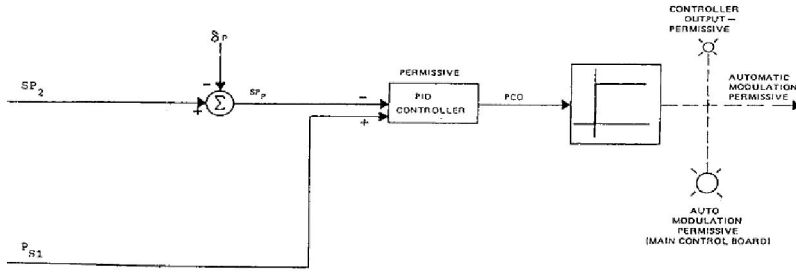 CONTROLLER
OUTPUT –
PERMISSIVE
δP
–
SP2
+
Σ
SPP
PERMISSIVE
–
+
PID
CONTROLLER
PCO
AUTOMATIC
MODULATION
PERMISSIVE
PS1
AUTO
MODULATION
PERMISSIVE
(MAIN CONTROL BOARD)